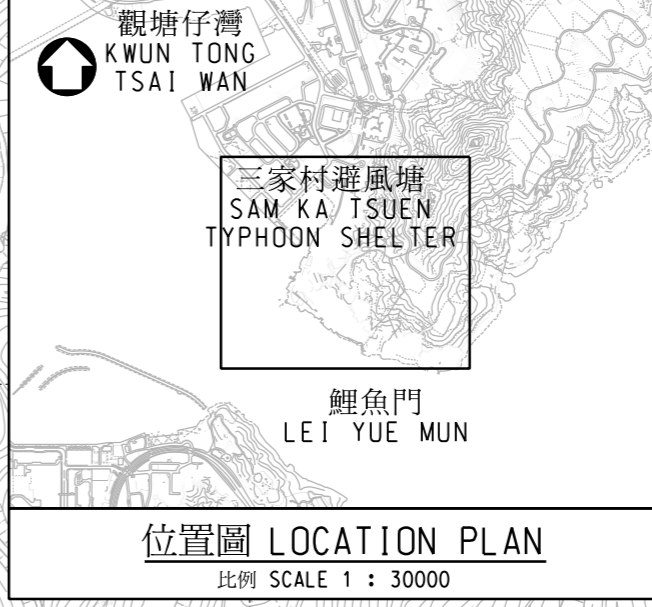 觀塘仔灣
KWUN TONG
TSAI WAN
三家村避風塘
SAM KA TSUEN
TYPHOON SHELTER
鯉魚門
LEI YUE MUN
位置圖 LOCATION PLAN
比例 SCALE 1 : 30000